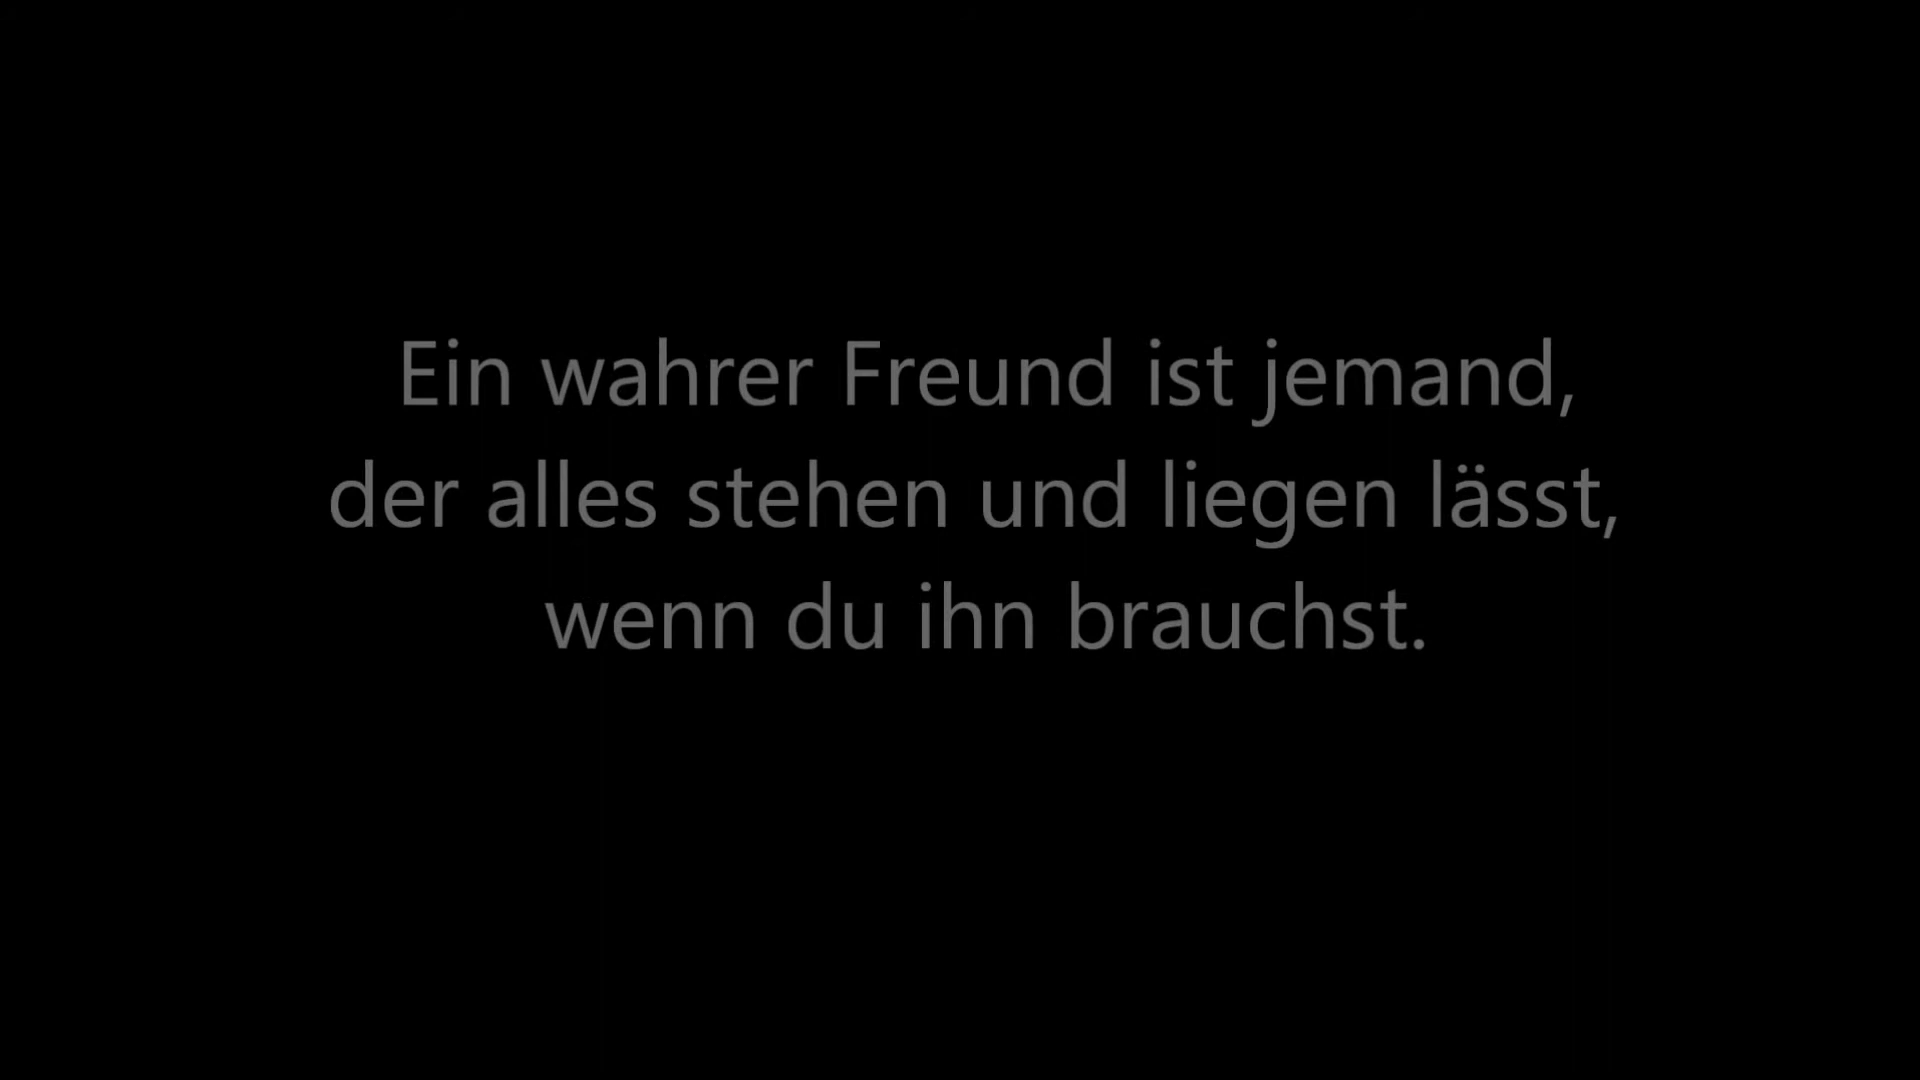 Ein wahrer Freund ist jemand,
der alles stehen und liegen lässt,
wenn du ihn brauchst.